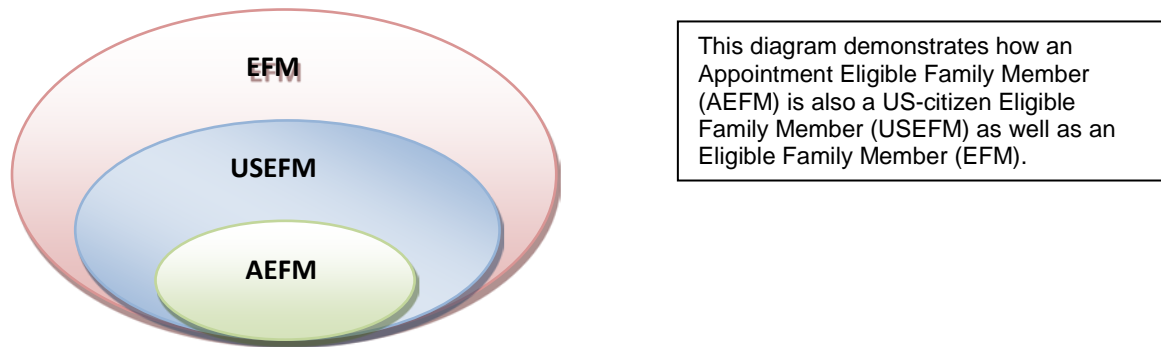 EFM
USEFM
AEFM
This diagram demonstrates how an
Appointment Eligible Family Member
(AEFM) is also a US-citizen Eligible
Family Member (USEFM) as well as an
Eligible Family Member (EFM).